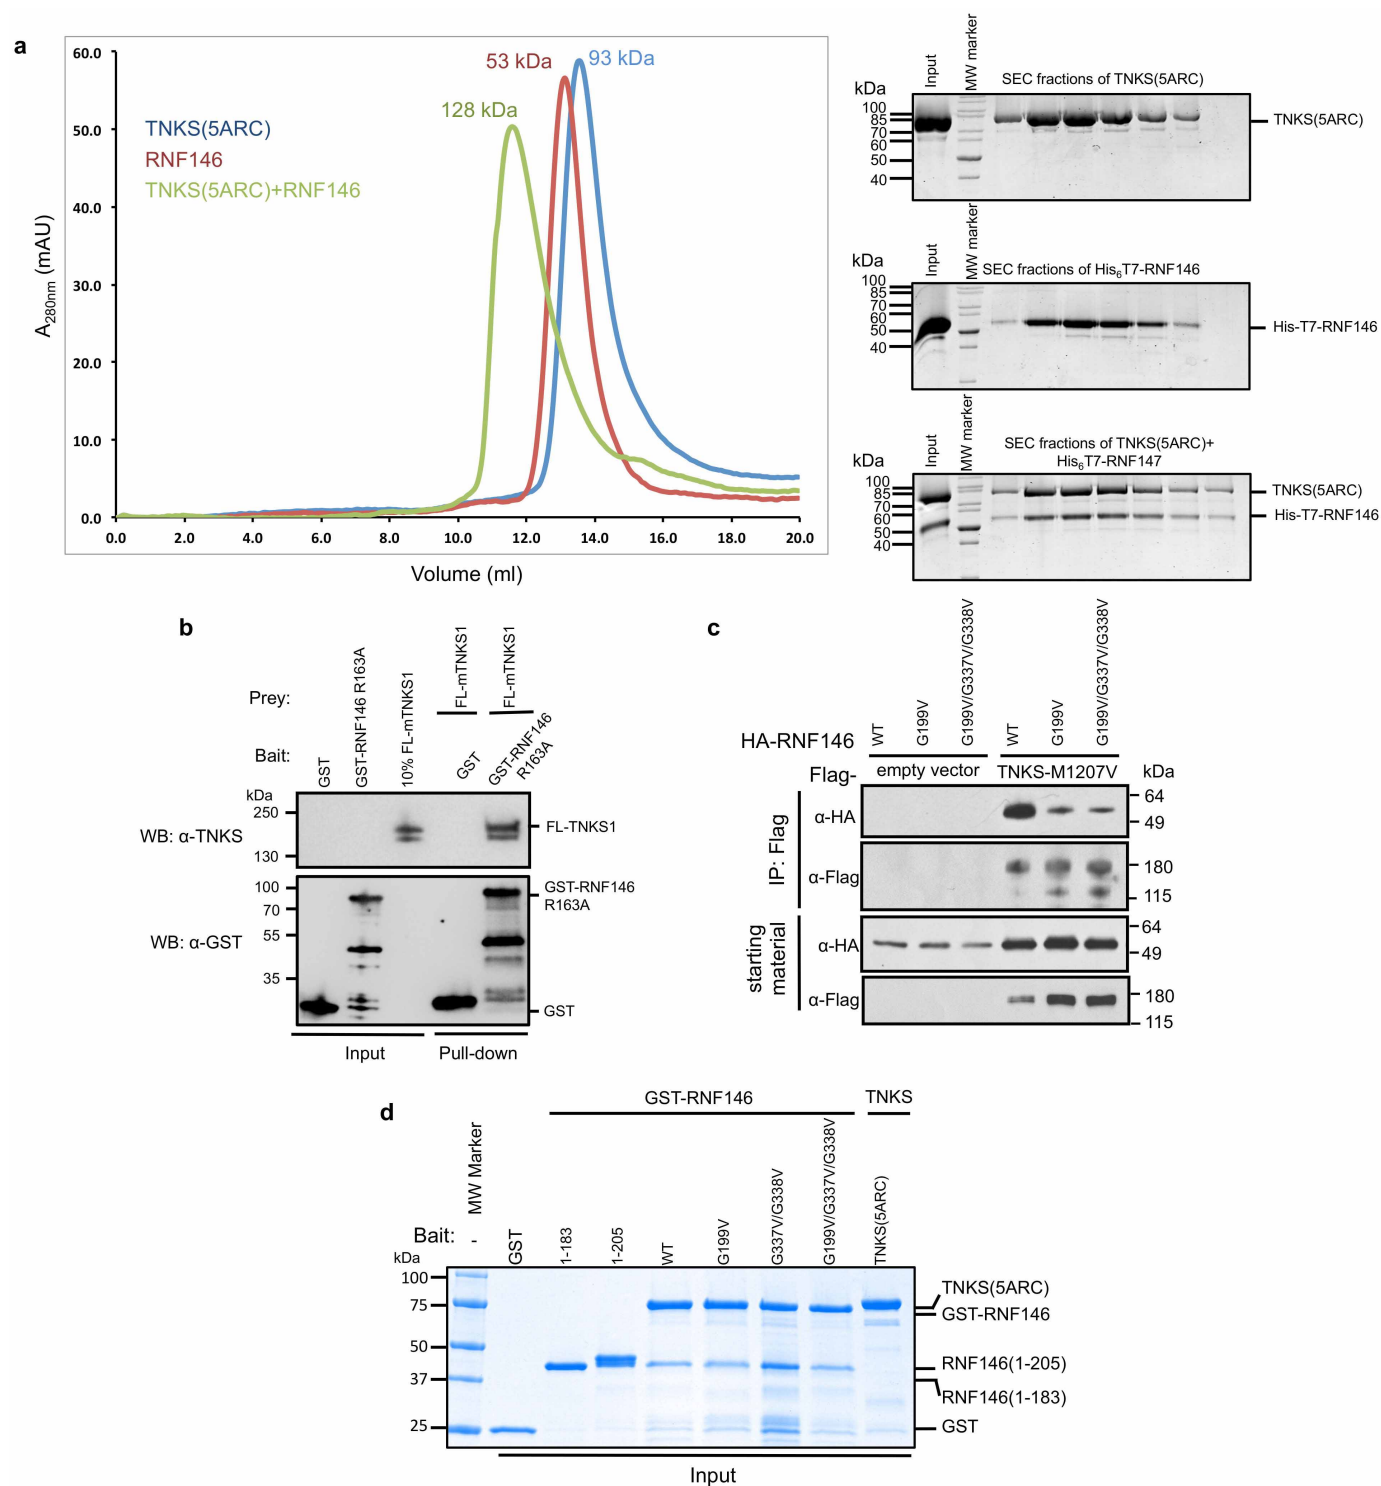 a
60.0
50.0
40.0
30.0
20.0
10.0
0.0
A280nm (mAU)
0.0 2.0 4.0 6.0 8.0 10.0 12.0 14.0 16.0 18.0 20.0
Volume (ml)
TNKS(5ARC)
RNF146
TNKS(5ARC)+RNF146
128 kDa
53 kDa
93 kDa
Input
MW marker
SEC fractions of TNKS(5ARC)
kDa
100
85
70
60
50
40
TNKS(5ARC)
Input
MW marker
SEC fractions of His6T7-RNF146
kDa
100
85
70
60
50
40
His-T7-RNF146
Input
MW marker
SEC fractions of TNKS(5ARC)+
His6T7-RNF147
kDa
100
85
70
60
50
40
TNKS(5ARC)
His-T7-RNF146
b
Prey:
FL-mTNKS1
FL-mTNKS1
Bait:
GST
GST-RNF146 R163A
10% FL-mTNKS1
GST
GST-RNF146
R163A
kDa
250
130
WB: α-TNKS
FL-TNKS1
100
70
55
35
WB: α-GST
GST-RNF146
R163A
GST
Input
Pull-down
c
HA-RNF146
WT
G199V
G199V/G337V/G338V
WT
G199V
G199V/G337V/G338V
Flag-
empty vector
TNKS-M1207V
kDa
IP: Flag
α-HA
64
49
α-Flag
180
115
starting
material
α-HA
64
49
α-Flag
180
115
d
GST-RNF146
TNKS
MW Marker
Bait:
-
GST
1-183
1-205
WT
G199V
G337V/G338V
G199V/G337V/G338V
TNKS(5ARC)
kDa
100
75
50
37
25
TNKS(5ARC)
GST-RNF146
RNF146(1-205)
RNF146(1-183)
GST
Input